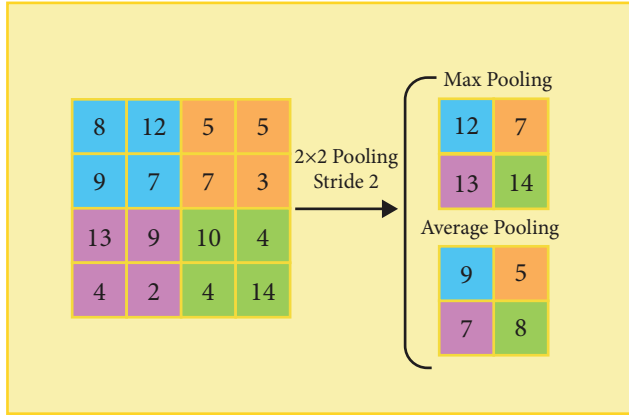 8 12 5 5
9 7 7 3
13 9 10 4
4 2 4 14
2×2 Pooling
Stride 2
Max Pooling
12 7
13 14
Average Pooling
9 5
7 8